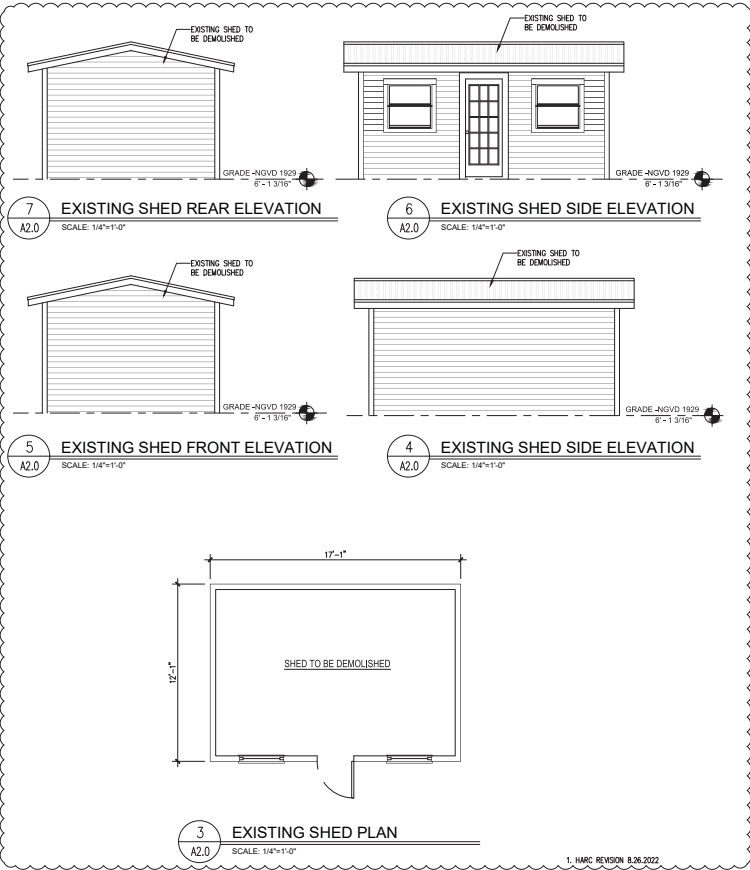 EXISTING SHED TO
BE DEMOLISHED
GRADE -NGVD 1929
6' - 1 3/16"
7
A2.0
EXISTING SHED REAR ELEVATION
SCALE: 1/4"=1'-0"
EXISTING SHED TO
BE DEMOLISHED
GRADE -NGVD 1929
6' - 1 3/16"
6
A2.0
EXISTING SHED SIDE ELEVATION
SCALE: 1/4"=1'-0"
EXISTING SHED TO
BE DEMOLISHED
GRADE -NGVD 1929
6' - 1 3/16"
5
A2.0
EXISTING SHED FRONT ELEVATION
SCALE: 1/4"=1'-0"
EXISTING SHED TO
BE DEMOLISHED
GRADE -NGVD 1929
6' - 1 3/16"
4
A2.0
EXISTING SHED SIDE ELEVATION
SCALE: 1/4"=1'-0"
17'-1"
12'-1"
SHED TO BE DEMOLISHED
3
A2.0
EXISTING SHED PLAN
SCALE: 1/4"=1'-0"
1. HARC REVISION 8.26.2022